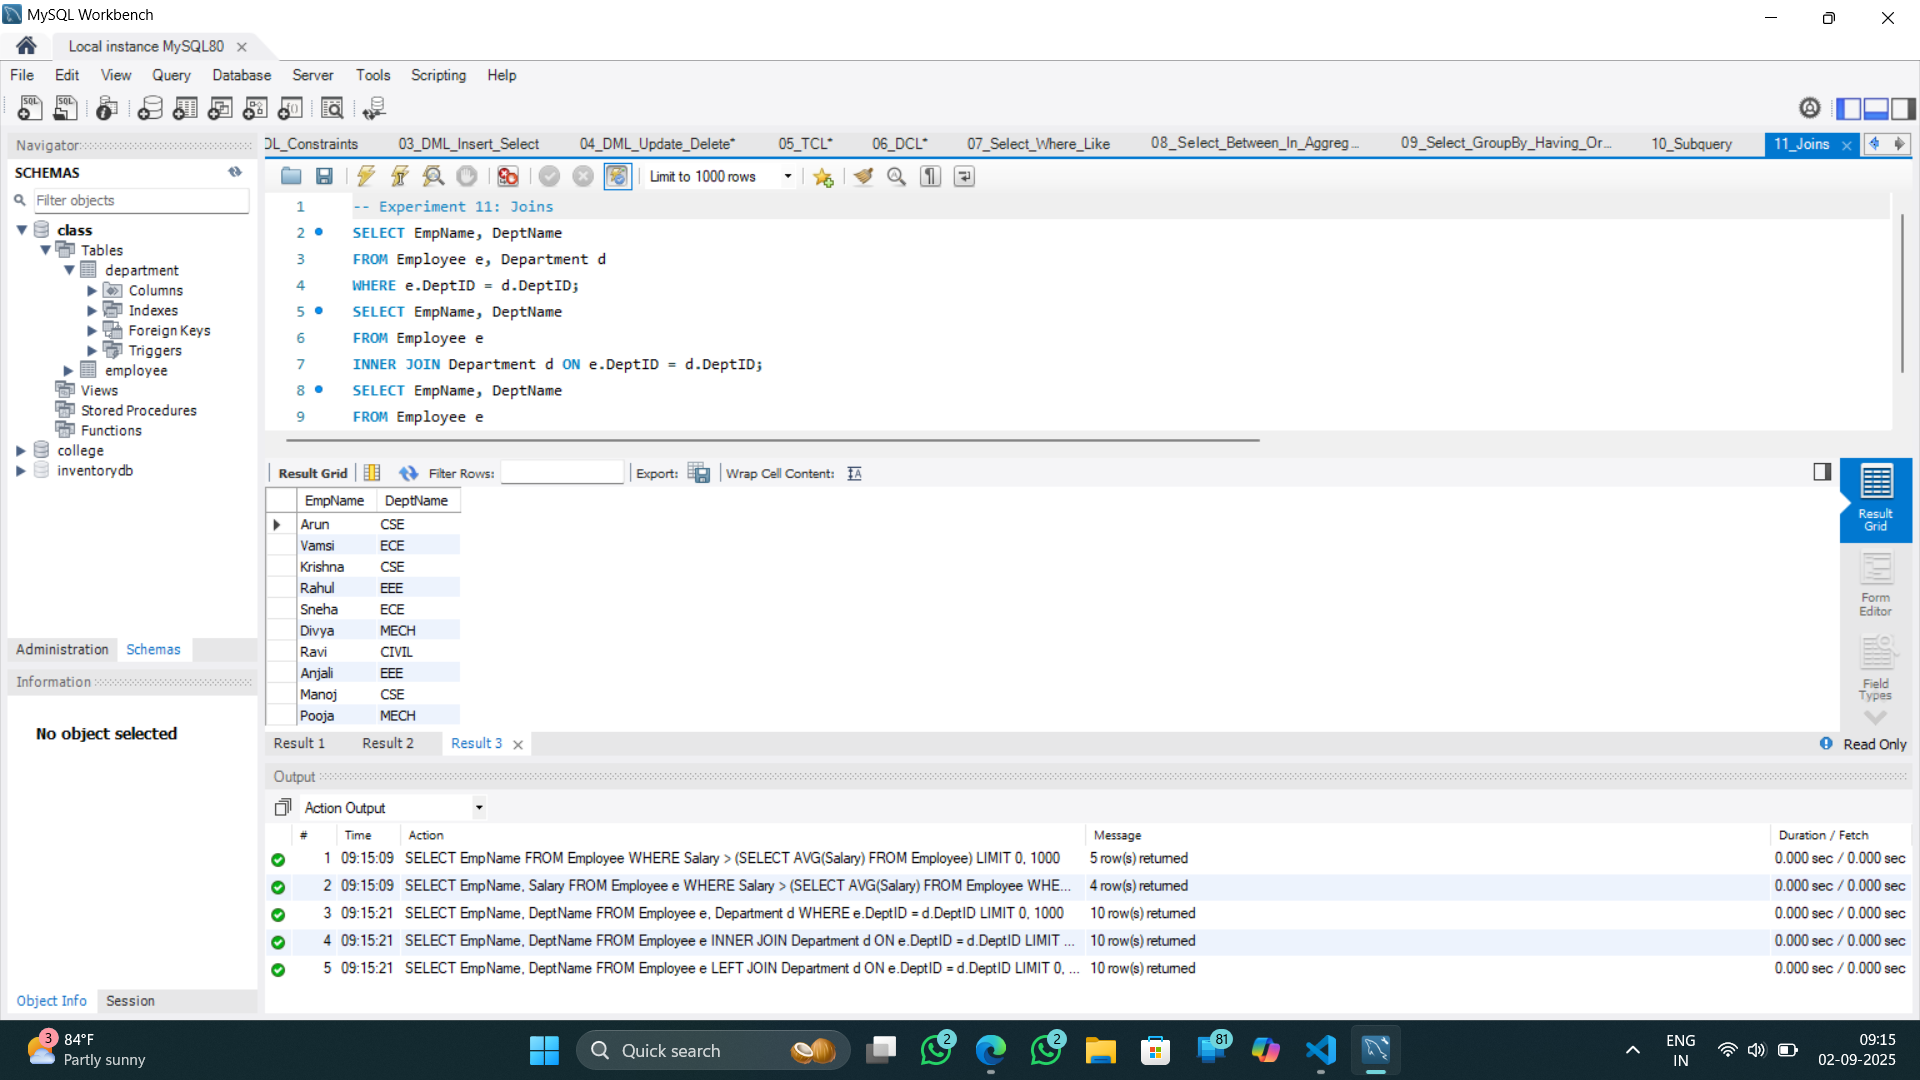 MySQL Workbench
Local instance MySQL80
File Edit View Query Database Server Tools Scripting Help
Navigator
SCHEMAS
Filter objects
class
Tables
department
Columns
Indexes
Foreign Keys
Triggers
employee
Views
Stored Procedures
Functions
college
inventorydb
Administration Schemas
Information
No object selected
Object Info Session
DL_Constraints 03_DML_Insert_Select 04_DML_Update_Delete* 05_TCL* 06_DCL* 07_Select_Where_Like 08_Select_Between_In_Aggreg... 09_Select_GroupBy_Having_Or... 10_Subquery 11_Joins
Limit to 1000 rows
1 -- Experiment 11: Joins
2 SELECT EmpName, DeptName
3 FROM Employee e, Department d
4 WHERE e.DeptID = d.DeptID;
5 SELECT EmpName, DeptName
6 FROM Employee e
7 INNER JOIN Department d ON e.DeptID = d.DeptID;
8 SELECT EmpName, DeptName
9 FROM Employee e
Result Grid Filter Rows: Export: Wrap Cell Content:
EmpName DeptName
Arun CSE
Vamsi ECE
Krishna CSE
Rahul EEE
Sneha ECE
Divya MECH
Ravi CIVIL
Anjali EEE
Manoj CSE
Pooja MECH
Result Grid
Form Editor
Field Types
Result 1 Result 2 Result 3 Read Only
Output
Action Output
# Time Action Message Duration / Fetch
1 09:15:09 SELECT EmpName FROM Employee WHERE Salary > (SELECT AVG(Salary) FROM Employee) LIMIT 0, 1000 5 row(s) returned 0.000 sec / 0.000 sec
2 09:15:09 SELECT EmpName, Salary FROM Employee e WHERE Salary > (SELECT AVG(Salary) FROM Employee WHE... 4 row(s) returned 0.000 sec / 0.000 sec
3 09:15:21 SELECT EmpName, DeptName FROM Employee e, Department d WHERE e.DeptID = d.DeptID LIMIT 0, 1000 10 row(s) returned 0.000 sec / 0.000 sec
4 09:15:21 SELECT EmpName, DeptName FROM Employee e INNER JOIN Department d ON e.DeptID = d.DeptID LIMIT ... 10 row(s) returned 0.000 sec / 0.000 sec
5 09:15:21 SELECT EmpName, DeptName FROM Employee e LEFT JOIN Department d ON e.DeptID = d.DeptID LIMIT 0, ... 10 row(s) returned 0.000 sec / 0.000 sec
3 84°F
Partly sunny
Quick search
2
2
81
ENG
IN
09:15
02-09-2025